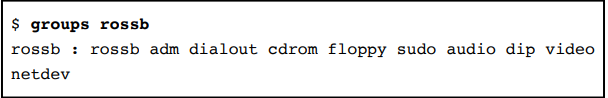 $ groups rossb
rossb : rossb adm dialout cdrom floppy sudo audio dip video
netdev